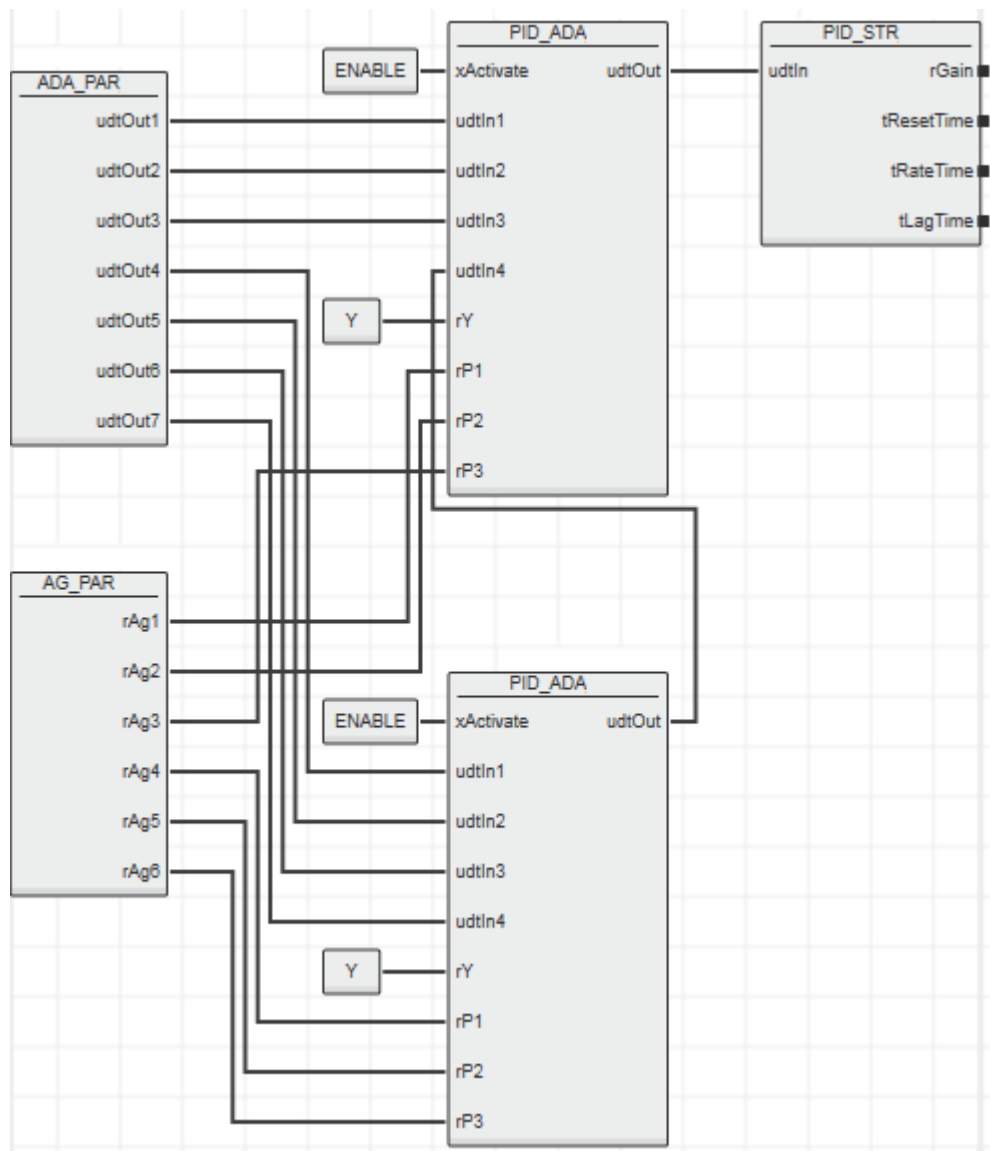 PID_ADA
PID_STR
ENABLE
xActivate
udtOut
udtIn
rGain
ADA_PAR
udtOut1
udtIn1
tResetTime
udtOut2
udtIn2
tRateTime
udtOut3
udtIn3
tLagTime
udtOut4
udtIn4
udtOut5
Y
rY
udtOut6
rP1
udtOut7
rP2
rP3
AG_PAR
rAg1
rAg2
PID_ADA
rAg3
ENABLE
xActivate
udtOut
rAg4
udtIn1
rAg5
udtIn2
rAg6
udtIn3
udtIn4
Y
rY
rP1
rP2
rP3